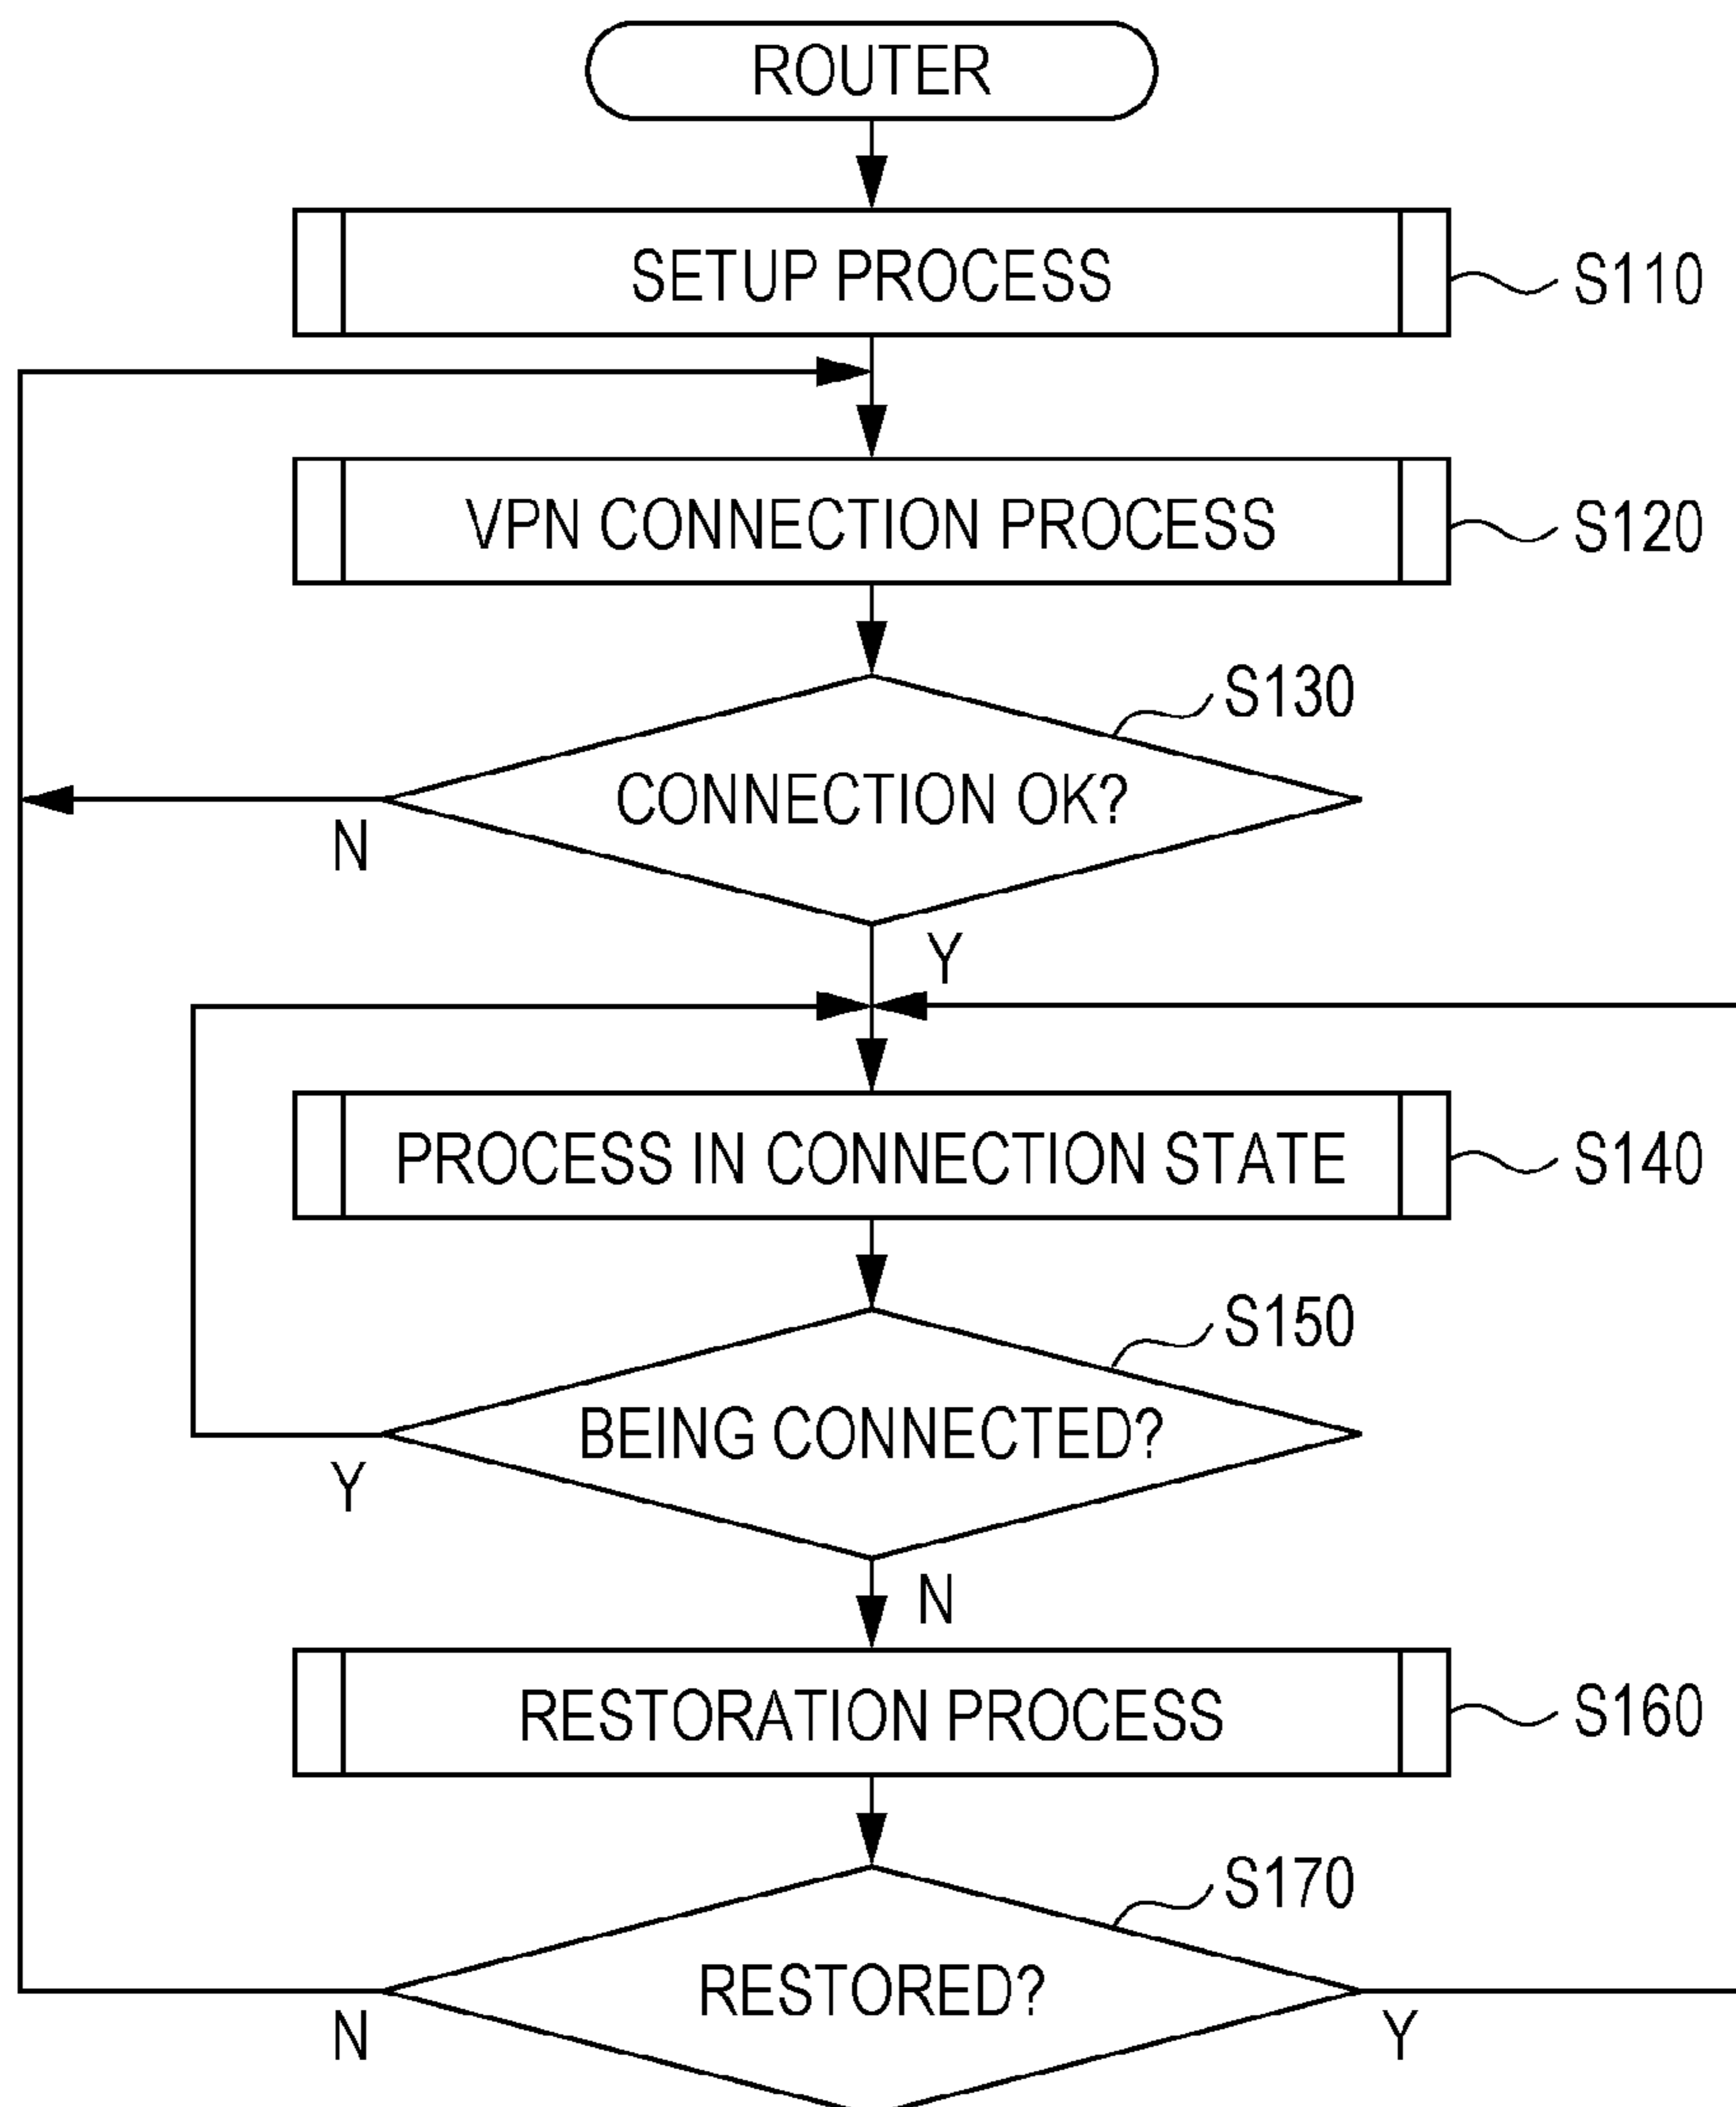 ROUTER
SETUP PROCESS
S110
VPN CONNECTION PROCESS
S120
S130
CONNECTION OK?
N
Y
PROCESS IN CONNECTION STATE
S140
S150
BEING CONNECTED?
Y
N
RESTORATION PROCESS
S160
S170
RESTORED?
N
Y